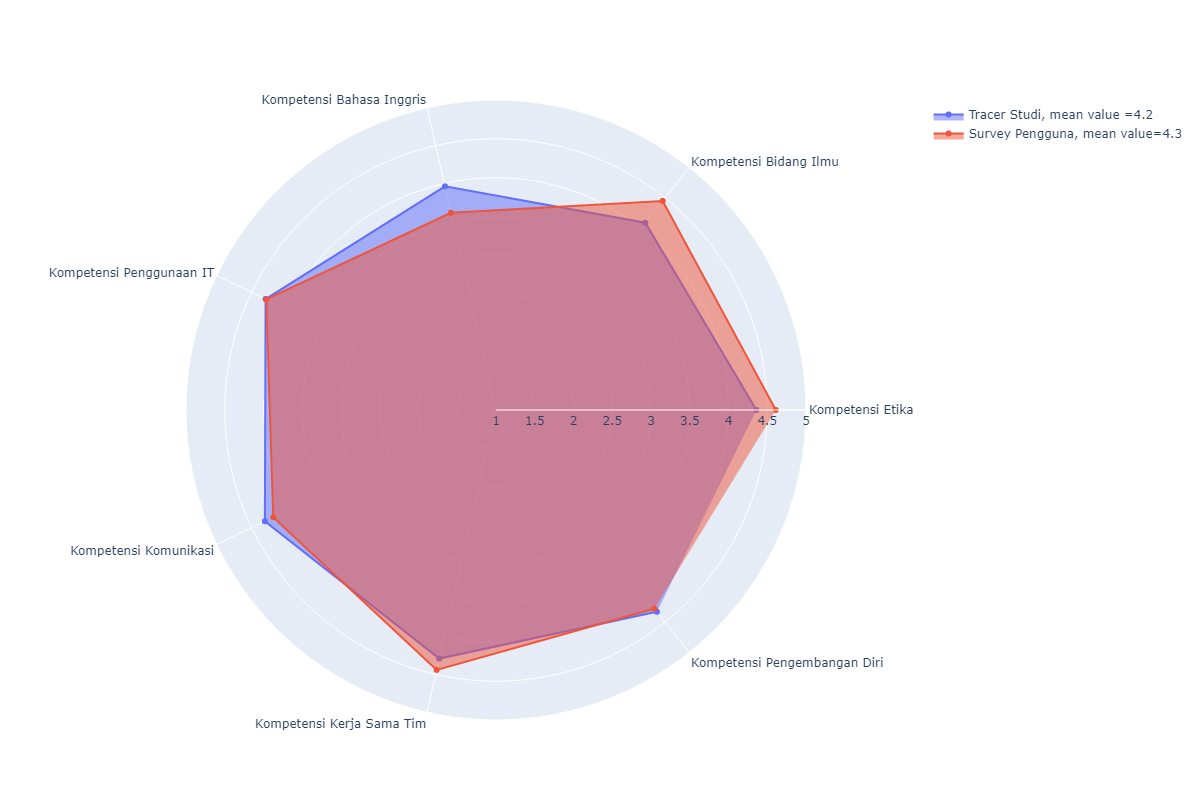 Kompetensi Bahasa Inggris
Tracer Studi, mean value =4.2
Survey Pengguna, mean value=4.3
Kompetensi Bidang Ilmu
Kompetensi Penggunaan IT
Kompetensi Etika
1 1.5 2 2.5 3 3.5 4 4.5 5
Kompetensi Komunikasi
Kompetensi Pengembangan Diri
Kompetensi Kerja Sama Tim